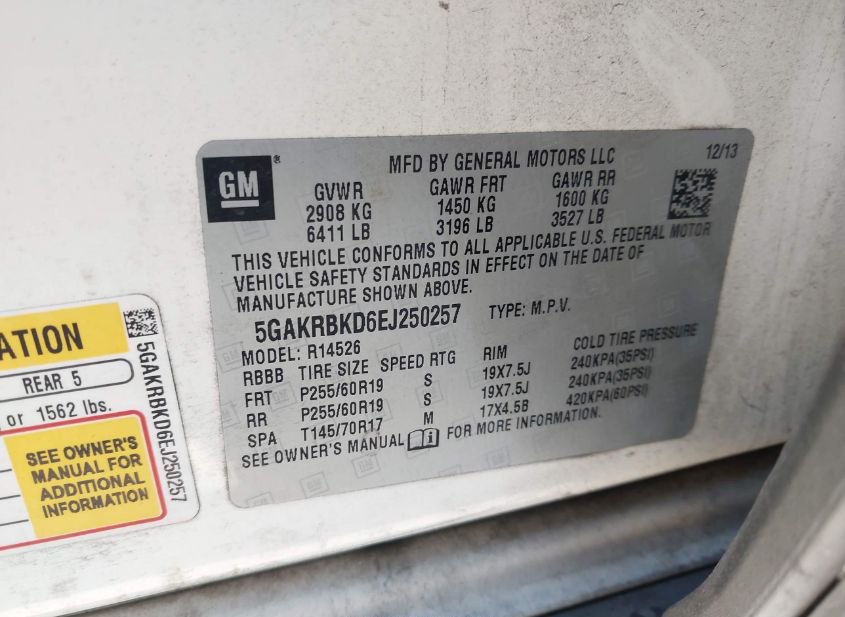 GM®
MFD BY GENERAL MOTORS LLC 12/13
GVWR GAWR FRT GAWR RR
2908 KG 1450 KG 1600 KG
6411 LB 3196 LB 3527 LB
THIS VEHICLE CONFORMS TO ALL APPLICABLE U.S. FEDERAL MOTOR
VEHICLE SAFETY STANDARDS IN EFFECT ON THE DATE OF
MANUFACTURE SHOWN ABOVE.
5GAKRBKD6EJ250257 TYPE: M.P.V.
MODEL: R14526
RBBB TIRE SIZE SPEED RTG RIM COLD TIRE PRESSURE
FRT P255/60R19 S 19X7.5J 240KPA(35PSI)
RR P255/60R19 S 19X7.5J 240KPA(35PSI)
SPA T145/70R17 M 17X4.5B 420KPA(60PSI)
SEE OWNER'S MANUAL FOR MORE INFORMATION.
ATION
REAR 5
or 1562 lbs.
SEE OWNER'S
MANUAL FOR
ADDITIONAL
INFORMATION
5GAKRBKD6EJ250257